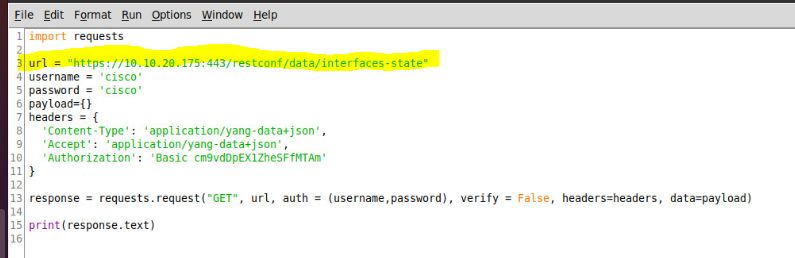 File Edit Format Run Options Window Help
1 import requests
2
3 url = "https://10.10.20.175:443/restconf/data/interfaces-state"
4 username = 'cisco'
5 password = 'cisco'
6 payload={}
7 headers = {
8   'Content-Type': 'application/yang-data+json',
9   'Accept': 'application/yang-data+json',
10   'Authorization': 'Basic cm9vdDpEX1ZheSFfMTAm'
11 }
12
13 response = requests.request("GET", url, auth = (username,password), verify = False, headers=headers, data=payload)
14
15 print(response.text)
16